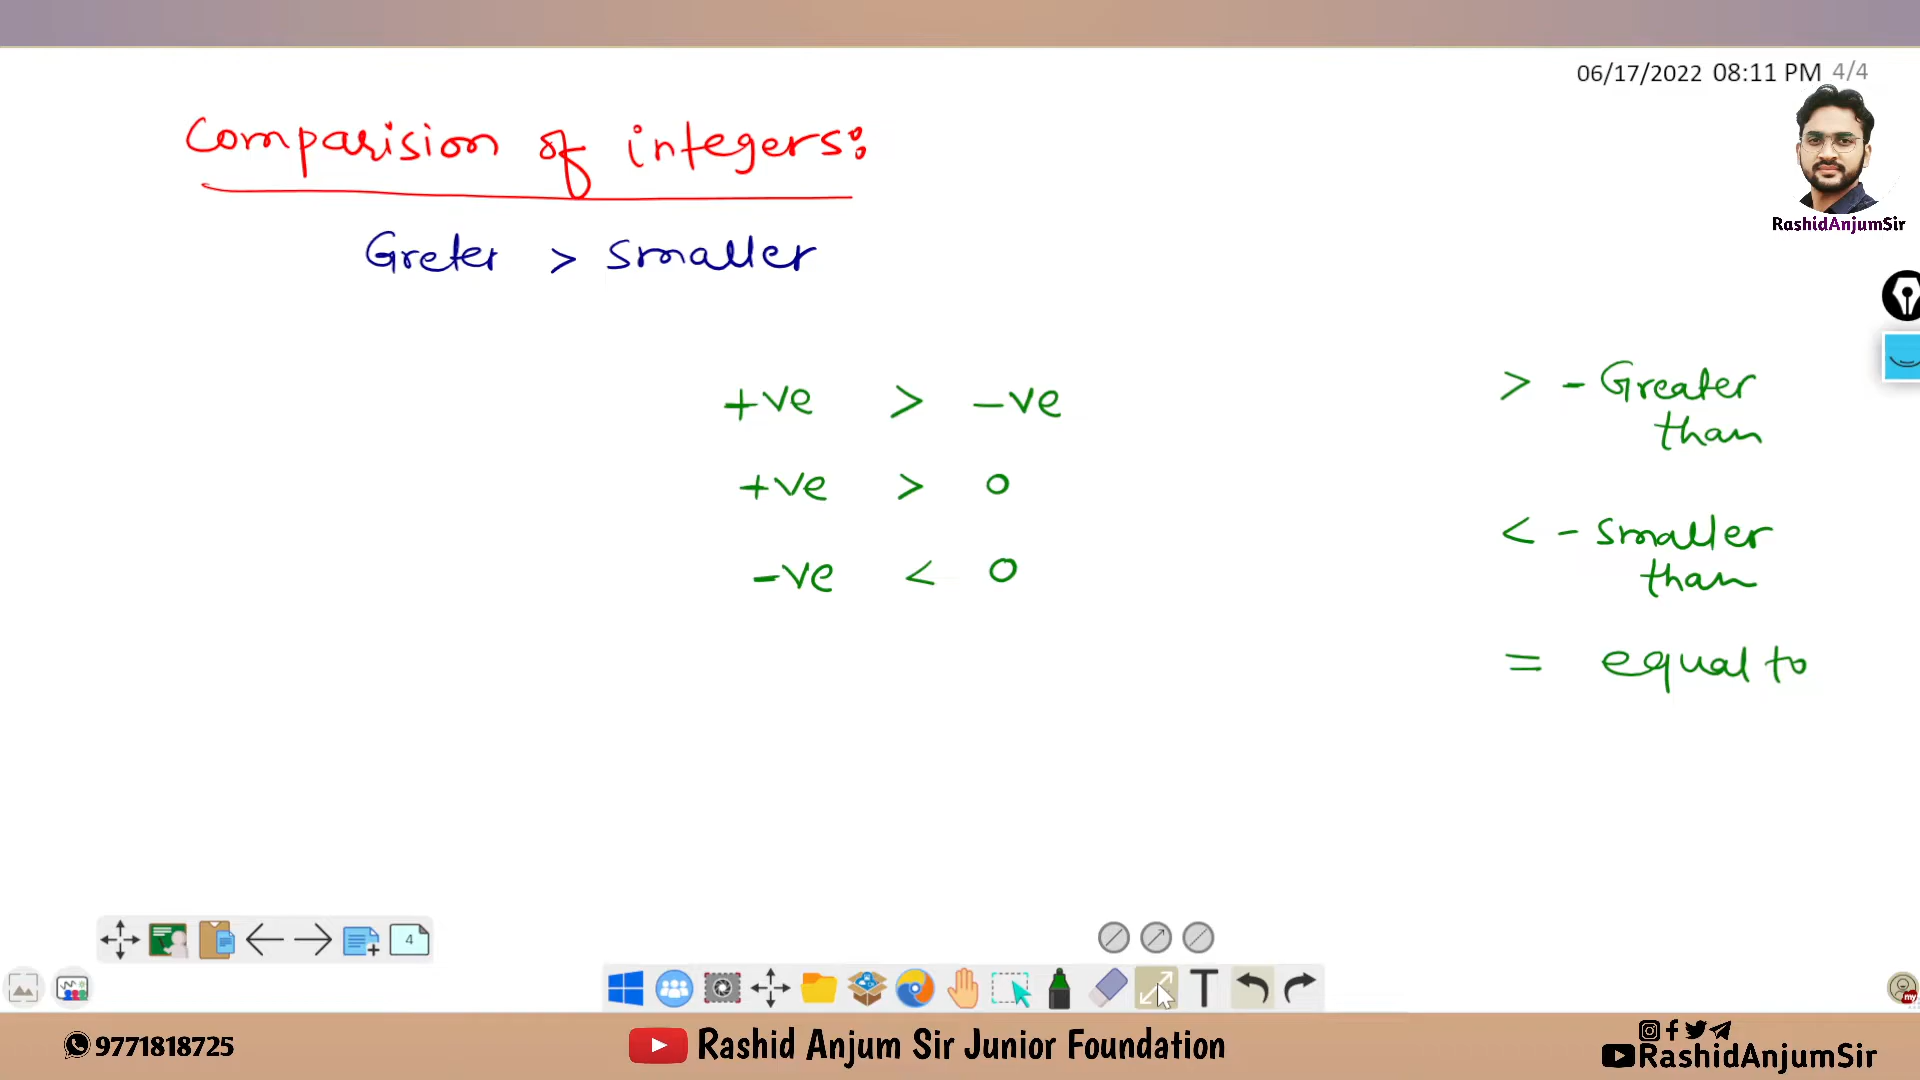 06/17/2022 08:11 PM 4/4
Comparision of integers:
RashidAnjumSir
Greter > smaller
+ve > -ve
+ve > 0
-ve < 0
> - Greater
than
< - smaller
than
= equal to
4
T
my
9771818725
Rashid Anjum Sir Junior Foundation
RashidAnjumSir